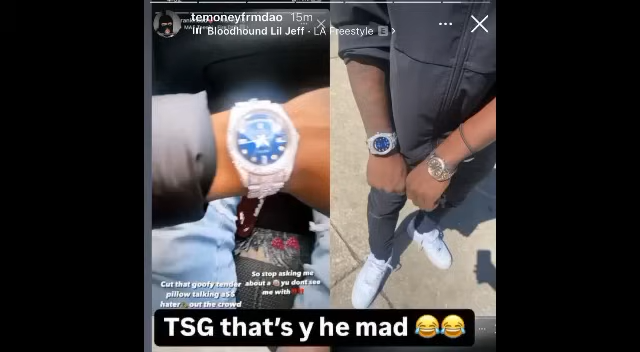 temoneyfrmdao 15m
Bloodhound Lil Jeff · LA Freestyle E >
Cut that goofy tender
pillow talking a$$
hater out the crowd
So stop asking me
about a yu dont see
me with
TSG that's y he mad 😂😂